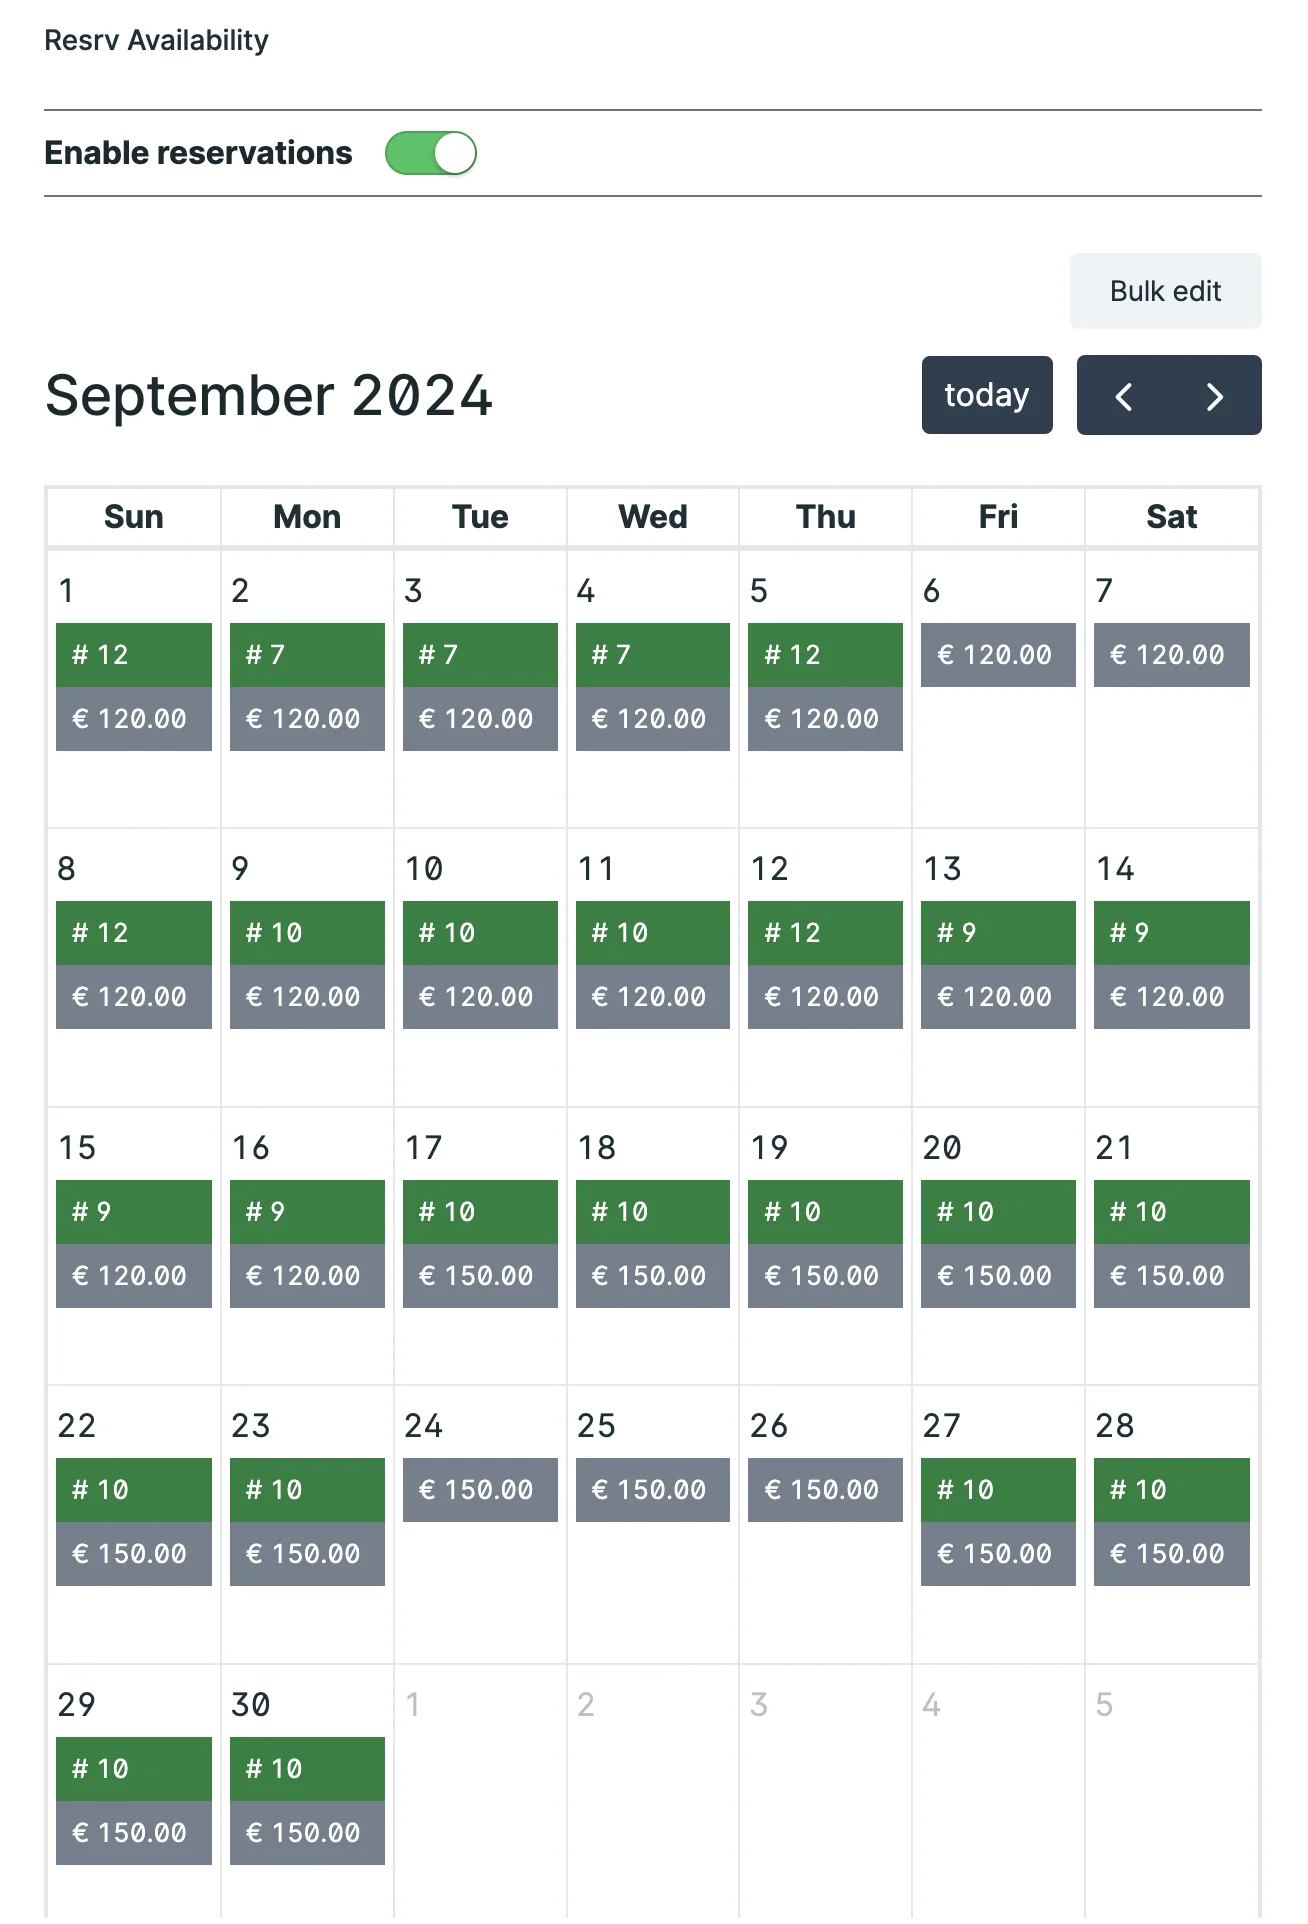 Resrv Availability
Enable reservations
Bulk edit
September 2024
today
Sun Mon Tue Wed Thu Fri Sat
1 2 3 4 5 6 7
# 12 # 7 # 7 # 7 # 12 € 120.00 € 120.00
€ 120.00 € 120.00 € 120.00 € 120.00 € 120.00
8 9 10 11 12 13 14
# 12 # 10 # 10 # 10 # 12 # 9 # 9
€ 120.00 € 120.00 € 120.00 € 120.00 € 120.00 € 120.00 € 120.00
15 16 17 18 19 20 21
# 9 # 9 # 10 # 10 # 10 # 10 # 10
€ 120.00 € 120.00 € 150.00 € 150.00 € 150.00 € 150.00 € 150.00
22 23 24 25 26 27 28
# 10 # 10 € 150.00 € 150.00 € 150.00 # 10 # 10
€ 150.00 € 150.00 € 150.00 € 150.00
29 30 1 2 3 4 5
# 10 # 10
€ 150.00 € 150.00